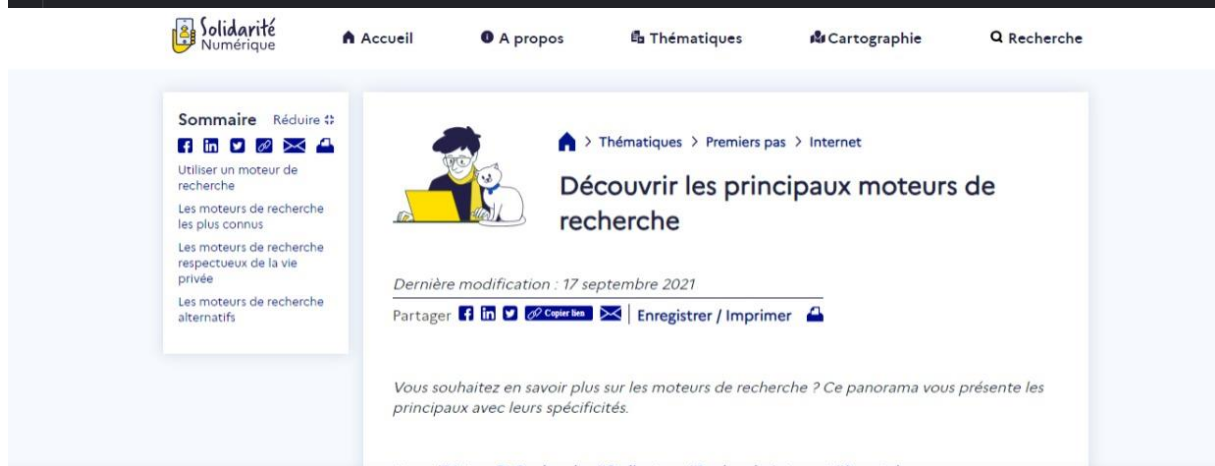 Solidarité
Numérique
Accueil
A propos
Thématiques
Cartographie
Recherche
Sommaire Réduire
Utiliser un moteur de
recherche
Les moteurs de recherche
les plus connus
Les moteurs de recherche
respectueux de la vie
privée
Les moteurs de recherche
alternatifs
> Thématiques > Premiers pas > Internet
Découvrir les principaux moteurs de
recherche
Dernière modification : 17 septembre 2021
Partager Copier lien | Enregistrer / Imprimer
Vous souhaitez en savoir plus sur les moteurs de recherche ? Ce panorama vous présente les
principaux avec leurs spécificités.